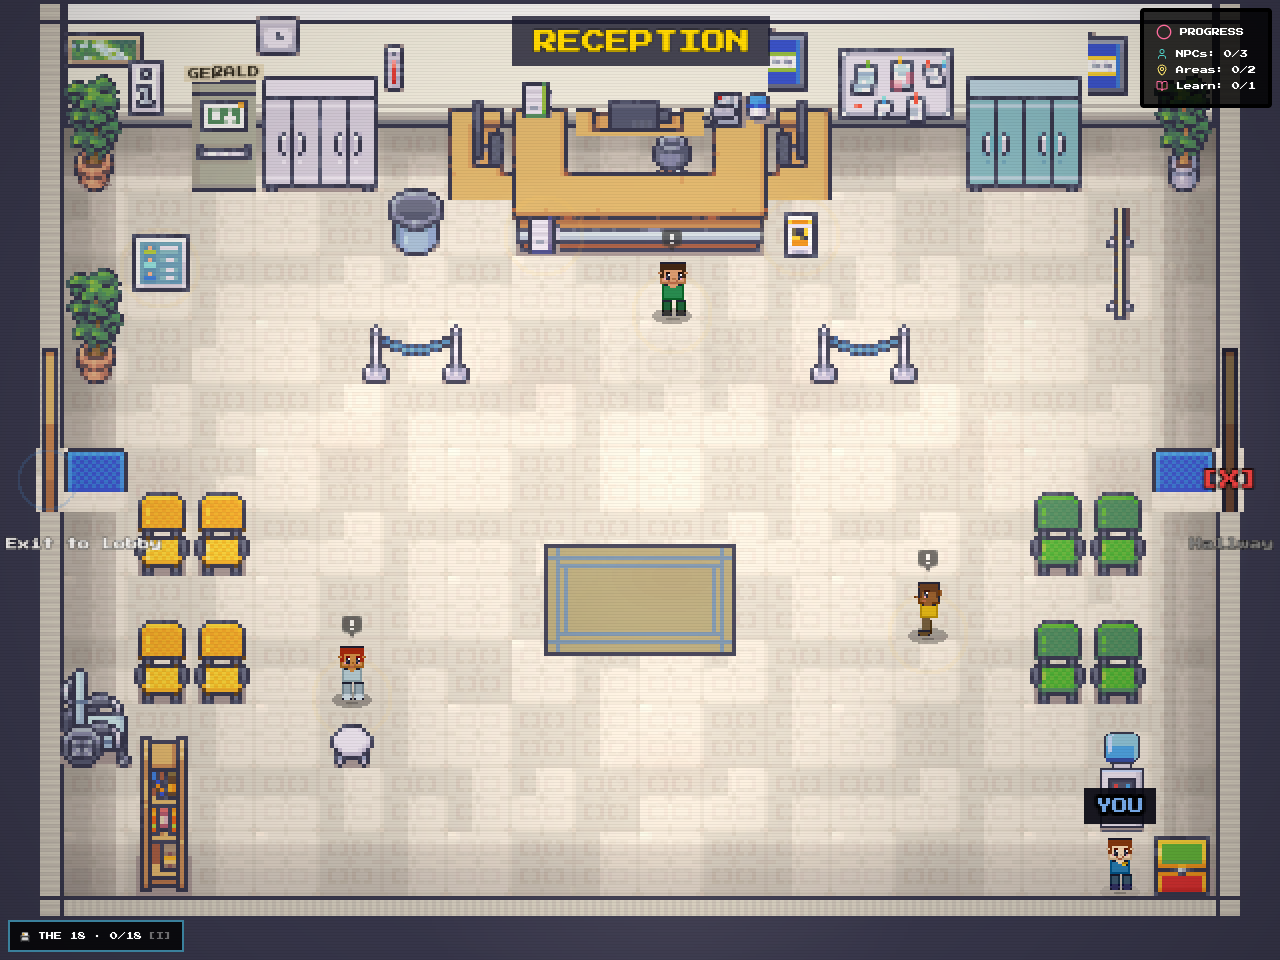 RECEPTION
PROGRESS
NPCs: 0/3
Areas: 0/2
Learn: 0/1
GERALD
[X]
Exit to Lobby
Hallway
YOU
THE 18 · 0/18 [I]